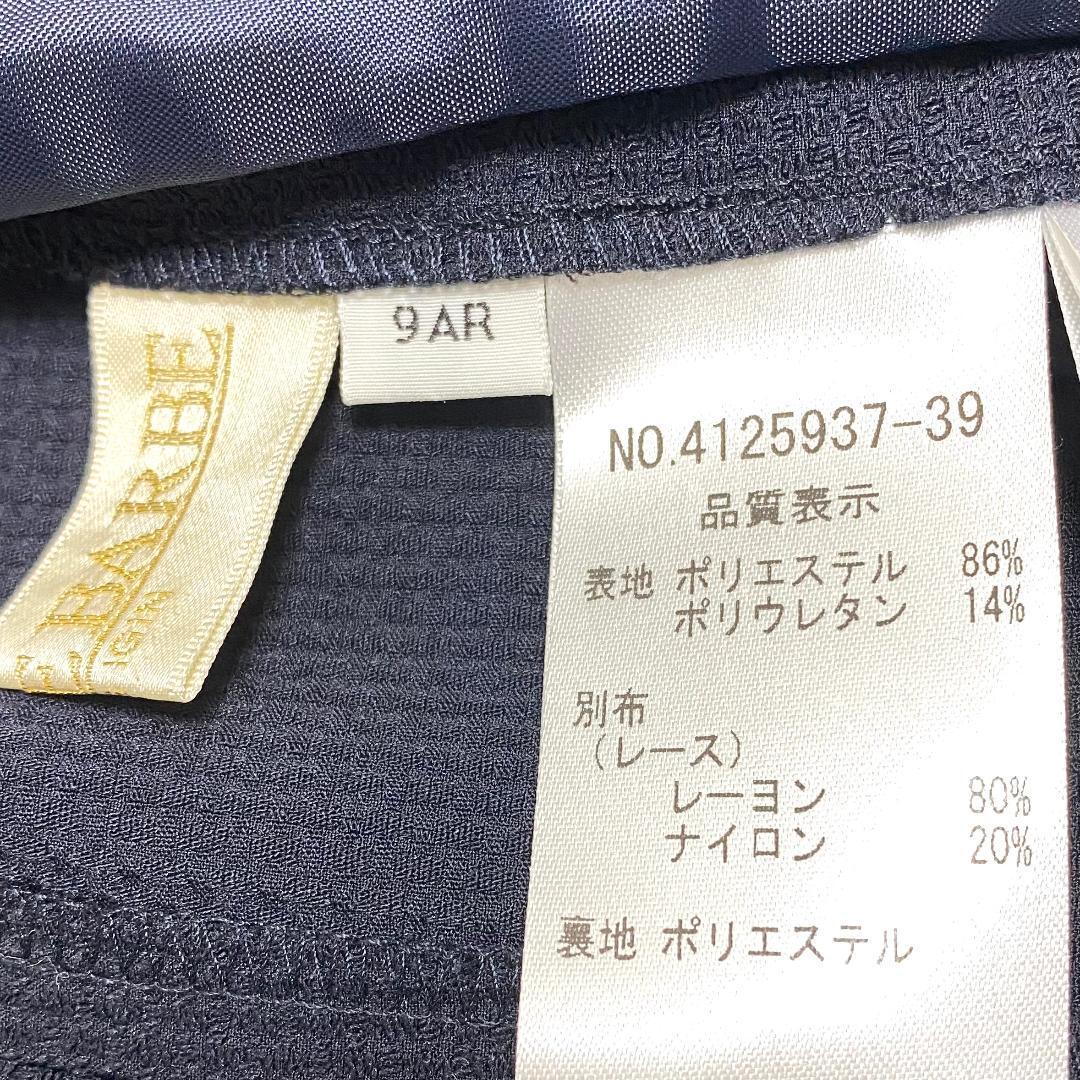 BARBE
9AR
NO.4125937-39
品質表示
表地 ポリエステル 86%
ポリウレタン 14%
別布
(レース)
レーヨン 80%
ナイロン 20%
裏地 ポリエステル